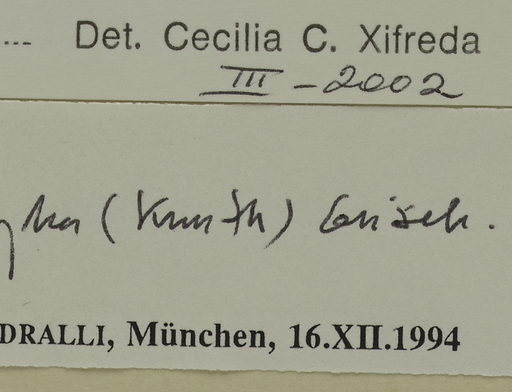 ... Det. Cecilia C. Xifreda
III - 2002
(Kunth) Griseb.
DRALLI, München, 16.XII.1994